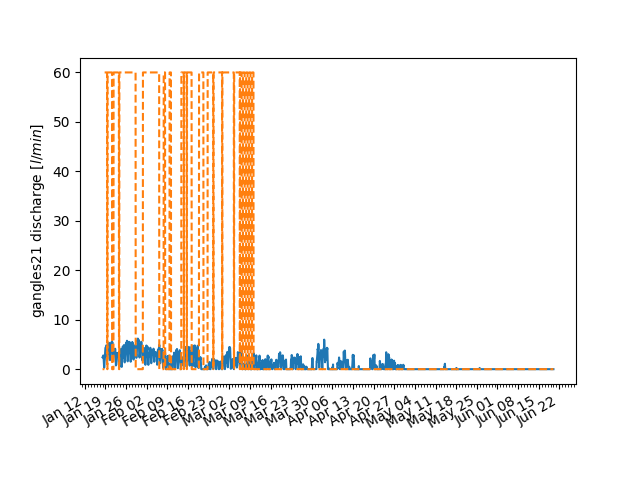 gangles21 discharge [l/min]
60
50
40
30
20
10
0
Jan 12
Jan 19
Jan 26
Feb 02
Feb 09
Feb 16
Feb 23
Mar 02
Mar 09
Mar 16
Mar 23
Mar 30
Apr 06
Apr 13
Apr 20
Apr 27
May 04
May 11
May 18
May 25
Jun 01
Jun 08
Jun 15
Jun 22